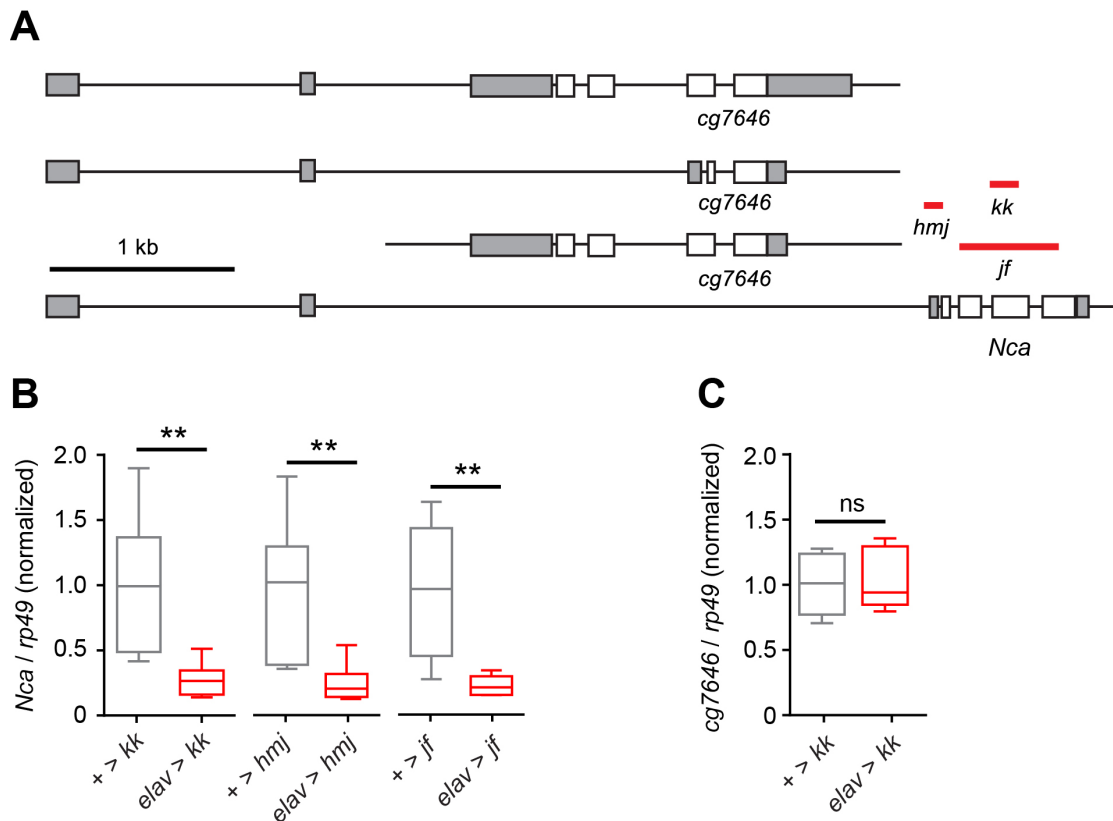 A
cg7646
cg7646
kk
hmj
1 kb
jf
cg7646
Nca
B
C
Nca / rp49 (normalized)
2.0
1.5
1.0
0.5
0
**
**
**
+ > kk
elav > kk
+ > hmj
elav > hmj
+ > jf
elav > jf
cg7646 / rp49 (normalized)
2.0
1.5
1.0
0.5
0
ns
+ > kk
elav > kk